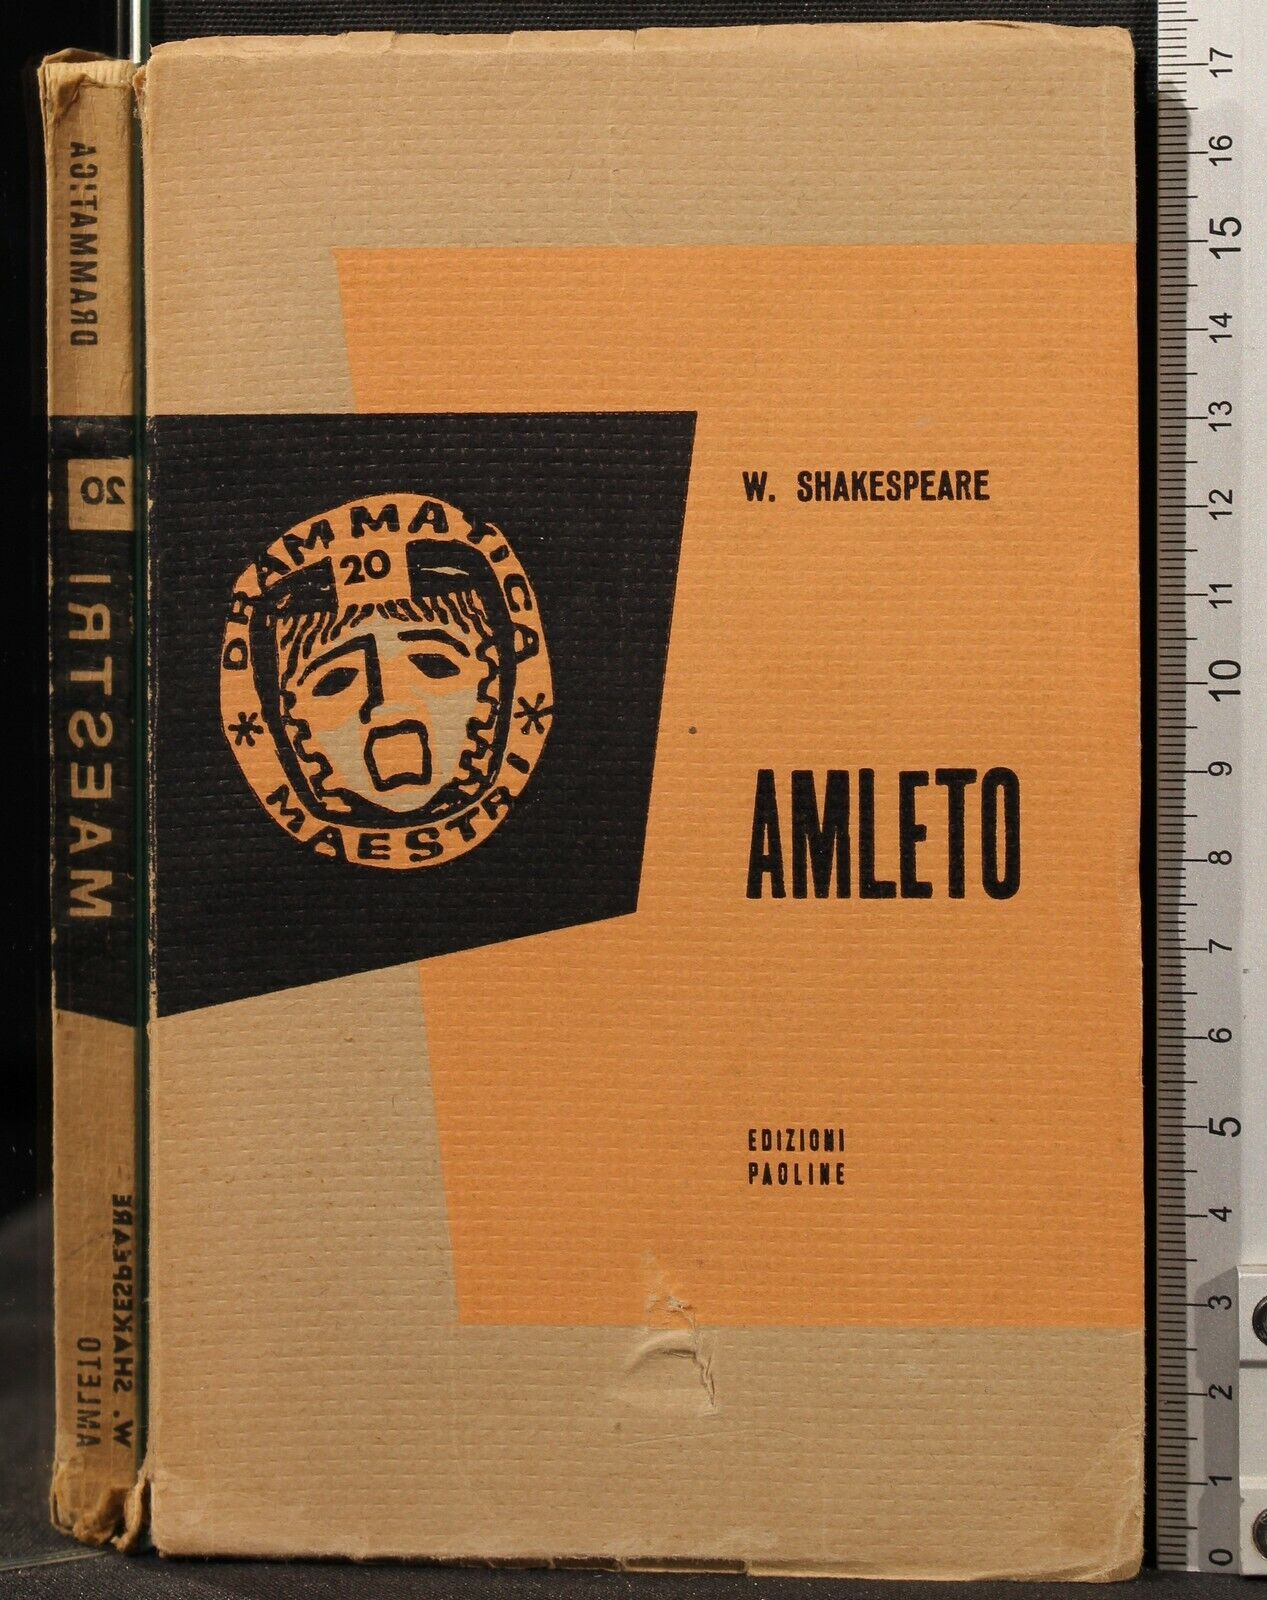 W. SHAKESPEARE
DRAMMATICA
20
* MAESTRI *
AMLETO
EDIZIONI
PAOLINE
DRAMMATICA
20
MAESTRI
W. SHAKESPEARE
AMLETO
17
16
15
14
13
12
11
10
9
8
7
6
5
4
3
2
1
0